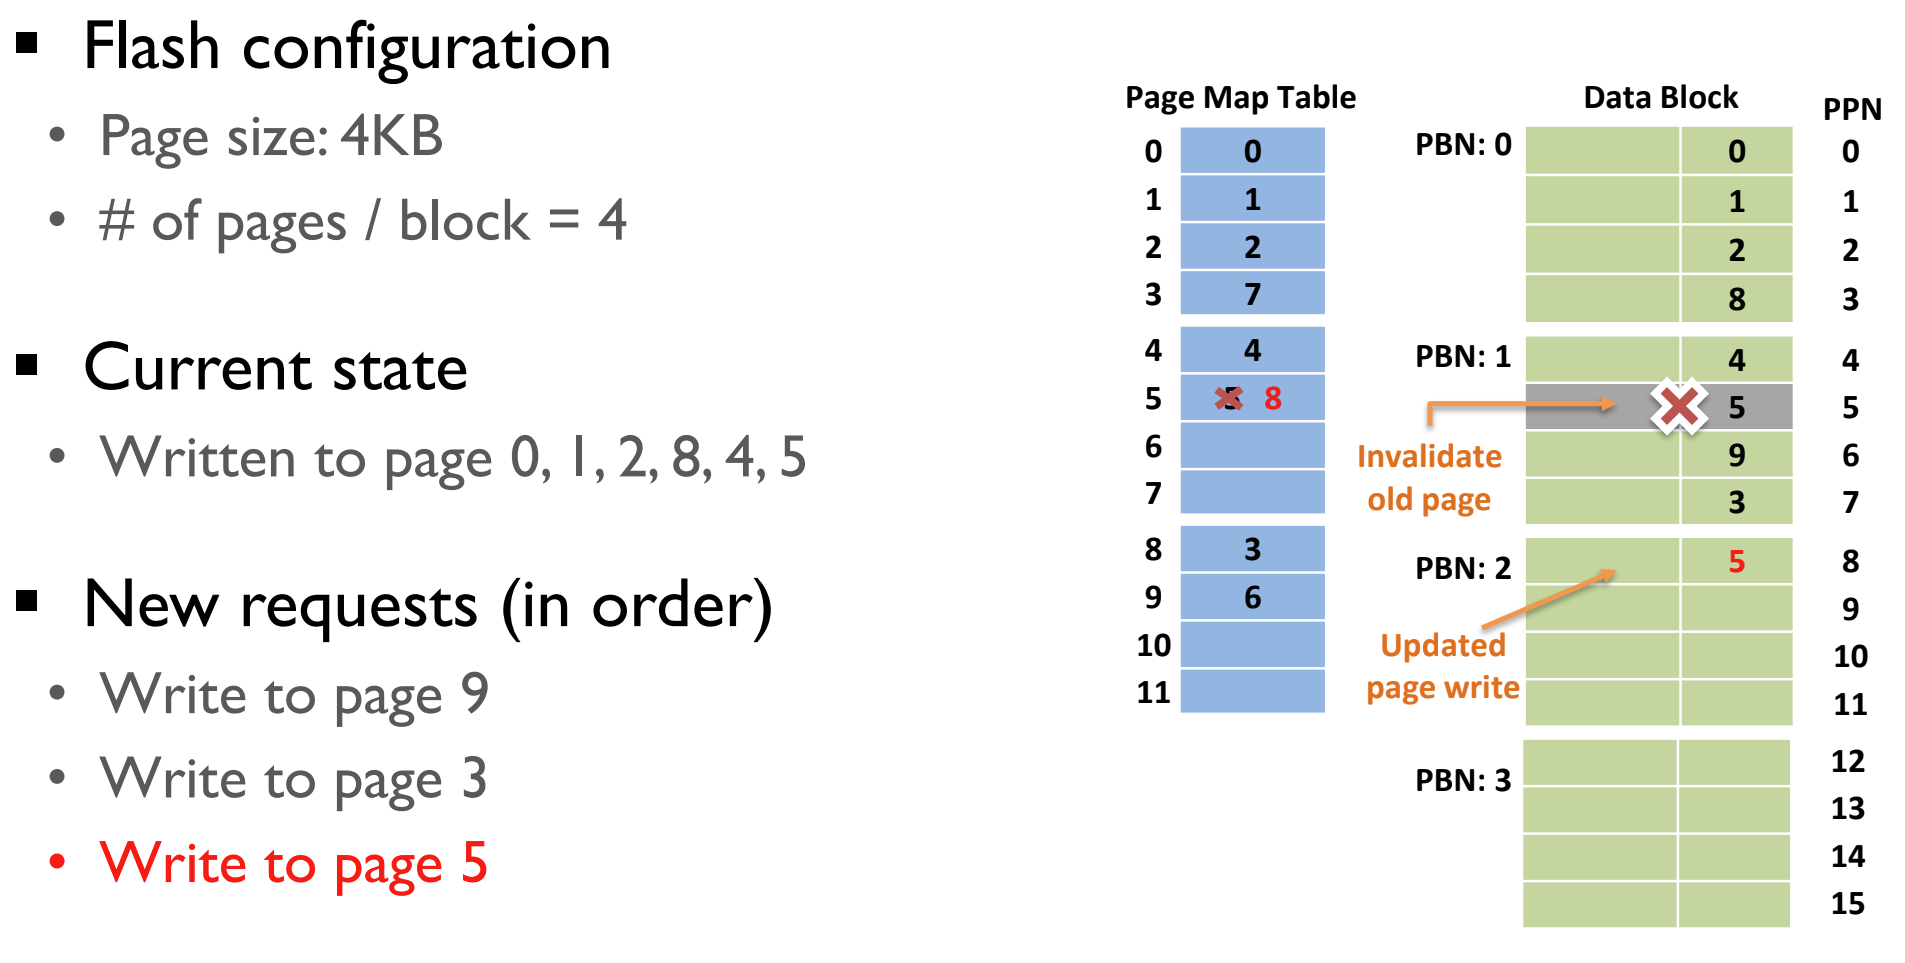 ▪ Flash configuration
• Page size: 4KB
• # of pages / block = 4
▪ Current state
• Written to page 0, 1, 2, 8, 4, 5
▪ New requests (in order)
• Write to page 9
• Write to page 3
• Write to page 5
Page Map Table
0 0
1 1
2 2
3 7
4 4
5 5 8
6
7
8 3
9 6
10
11
Data Block PPN
PBN: 0 0 0
1 1
2 2
8 3
PBN: 1 4 4
5 5
9 6
3 7
PBN: 2 5 8
9
10
11
PBN: 3 12
13
14
15
Invalidate
old page
Updated
page write